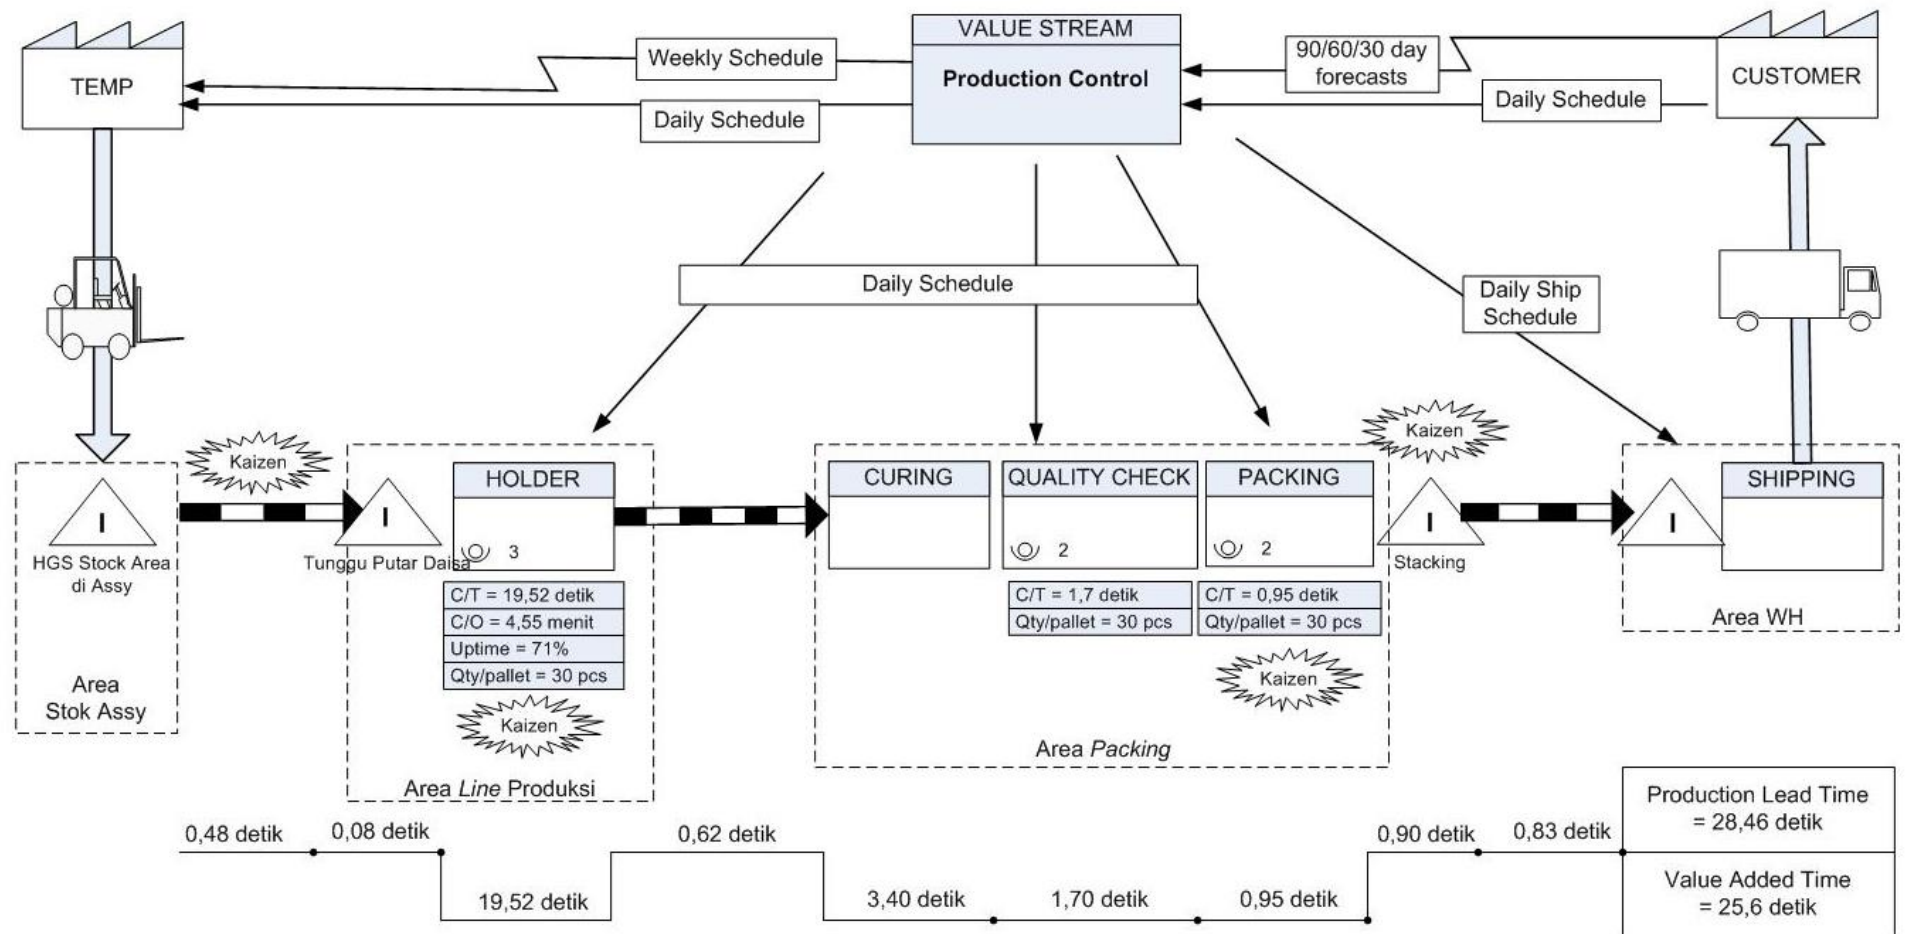 VALUE STREAM
Production Control
TEMP
Weekly Schedule
Daily Schedule
90/60/30 day
forecasts
Daily Schedule
CUSTOMER
Daily Schedule
Daily Ship
Schedule
Kaizen
I
HGS Stock Area
di Assy
Area
Stok Assy
I
Tunggu Putar Daisa
HOLDER
3
C/T = 19,52 detik
C/O = 4,55 menit
Uptime = 71%
Qty/pallet = 30 pcs
Kaizen
Area Line Produksi
CURING
QUALITY CHECK
2
C/T = 1,7 detik
Qty/pallet = 30 pcs
PACKING
2
C/T = 0,95 detik
Qty/pallet = 30 pcs
Kaizen
Area Packing
Kaizen
I
Stacking
I
SHIPPING
Area WH
0,48 detik
0,08 detik
19,52 detik
0,62 detik
3,40 detik
1,70 detik
0,95 detik
0,90 detik
0,83 detik
Production Lead Time
= 28,46 detik
Value Added Time
= 25,6 detik